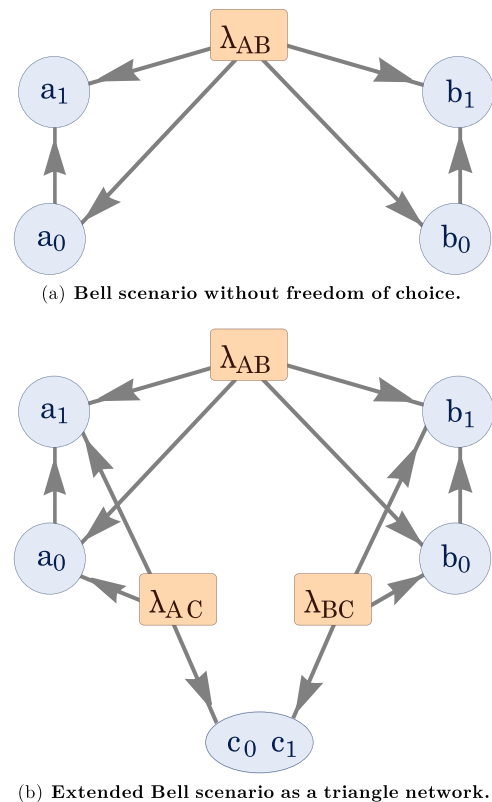 λAB
a1 b1
a0 b0
(a) Bell scenario without freedom of choice.
λAB
a1 b1
a0 b0
λAC λBC
c0 c1
(b) Extended Bell scenario as a triangle network.